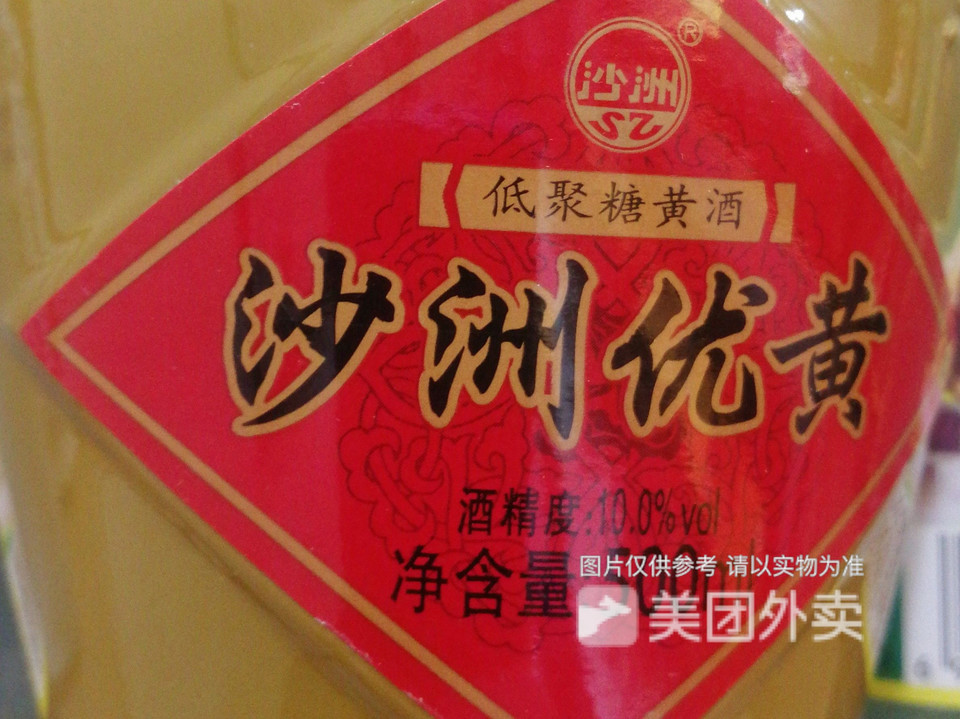 沙洲
SZ
®
低聚糖黄酒
沙洲优黄
酒精度:10.0%vol
净含量
图片仅供参考 请以实物为准
美团外卖